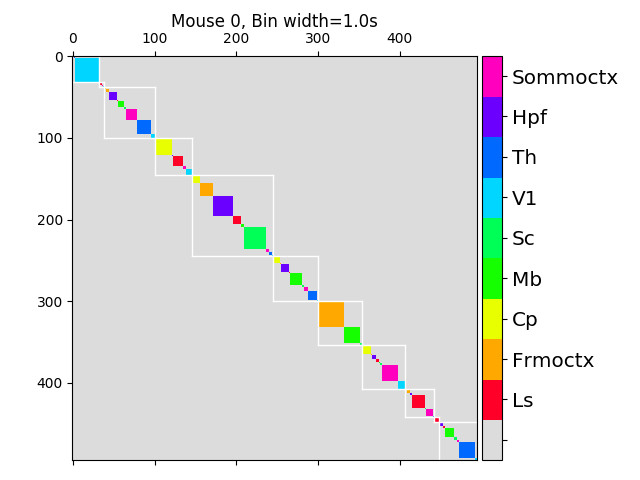 Mouse 0, Bin width=1.0s
0 100 200 300 400
0
100
200
300
400
Sommoctx
Hpf
Th
V1
Sc
Mb
Cp
Frmoctx
Ls